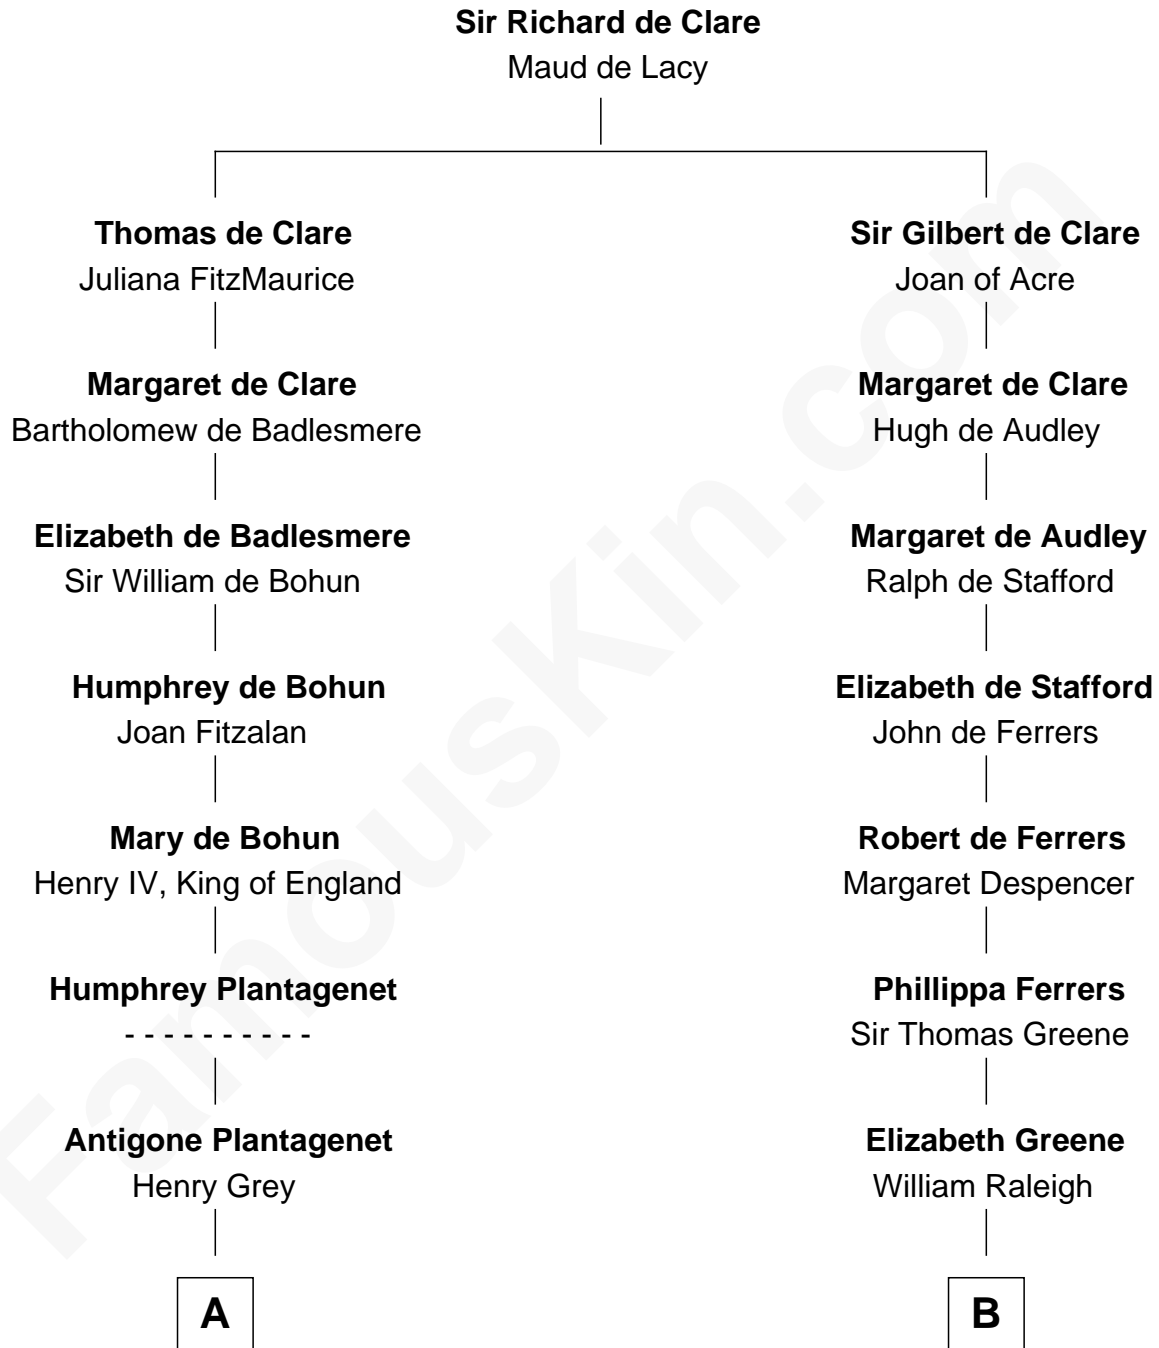 Sir Richard de Clare
Maud de Lacy
Thomas de Clare
Juliana FitzMaurice
Margaret de Clare
Bartholomew de Badlesmere
Elizabeth de Badlesmere
Sir William de Bohun
Humphrey de Bohun
Joan Fitzalan
Mary de Bohun
Henry IV, King of England
Humphrey Plantagenet
- - - - - - - - - -
Antigone Plantagenet
Henry Grey
A
Sir Gilbert de Clare
Joan of Acre
Margaret de Clare
Hugh de Audley
Margaret de Audley
Ralph de Stafford
Elizabeth de Stafford
John de Ferrers
Robert de Ferrers
Margaret Despencer
Phillippa Ferrers
Sir Thomas Greene
Elizabeth Greene
William Raleigh
B
FamousKin.com